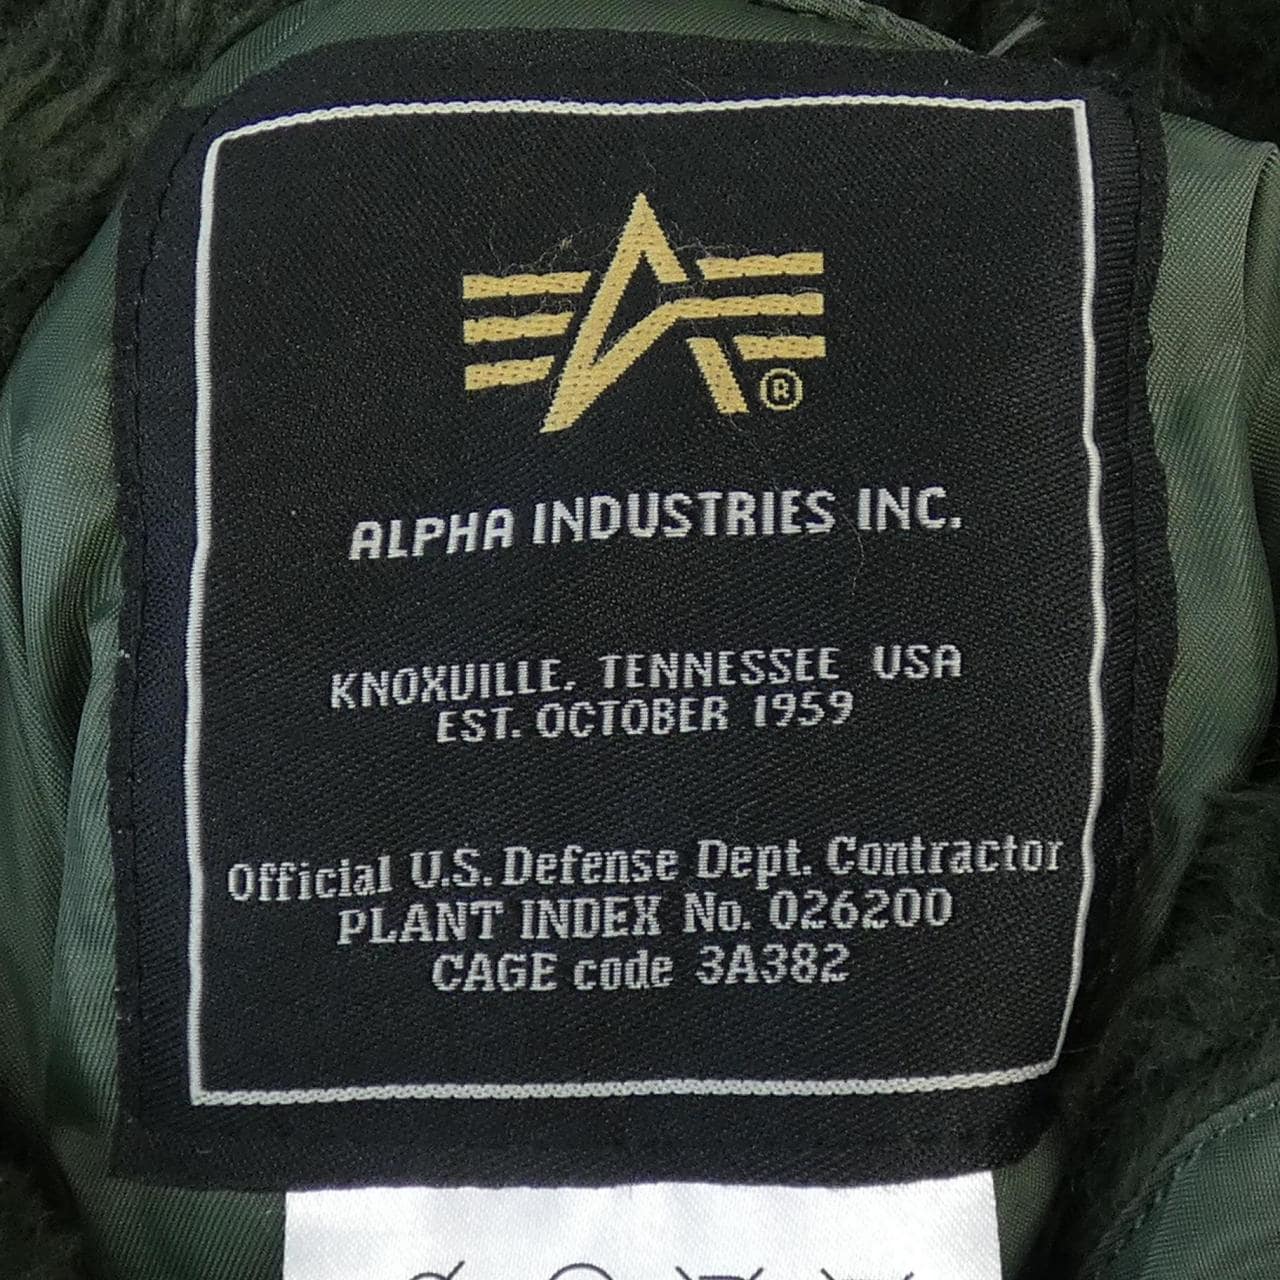 ®
ALPHA INDUSTRIES INC.
KNOXVILLE, TENNESSEE USA
EST. OCTOBER 1959
Official U.S. Defense Dept. Contractor
PLANT INDEX No. 026200
CAGE code 3A382